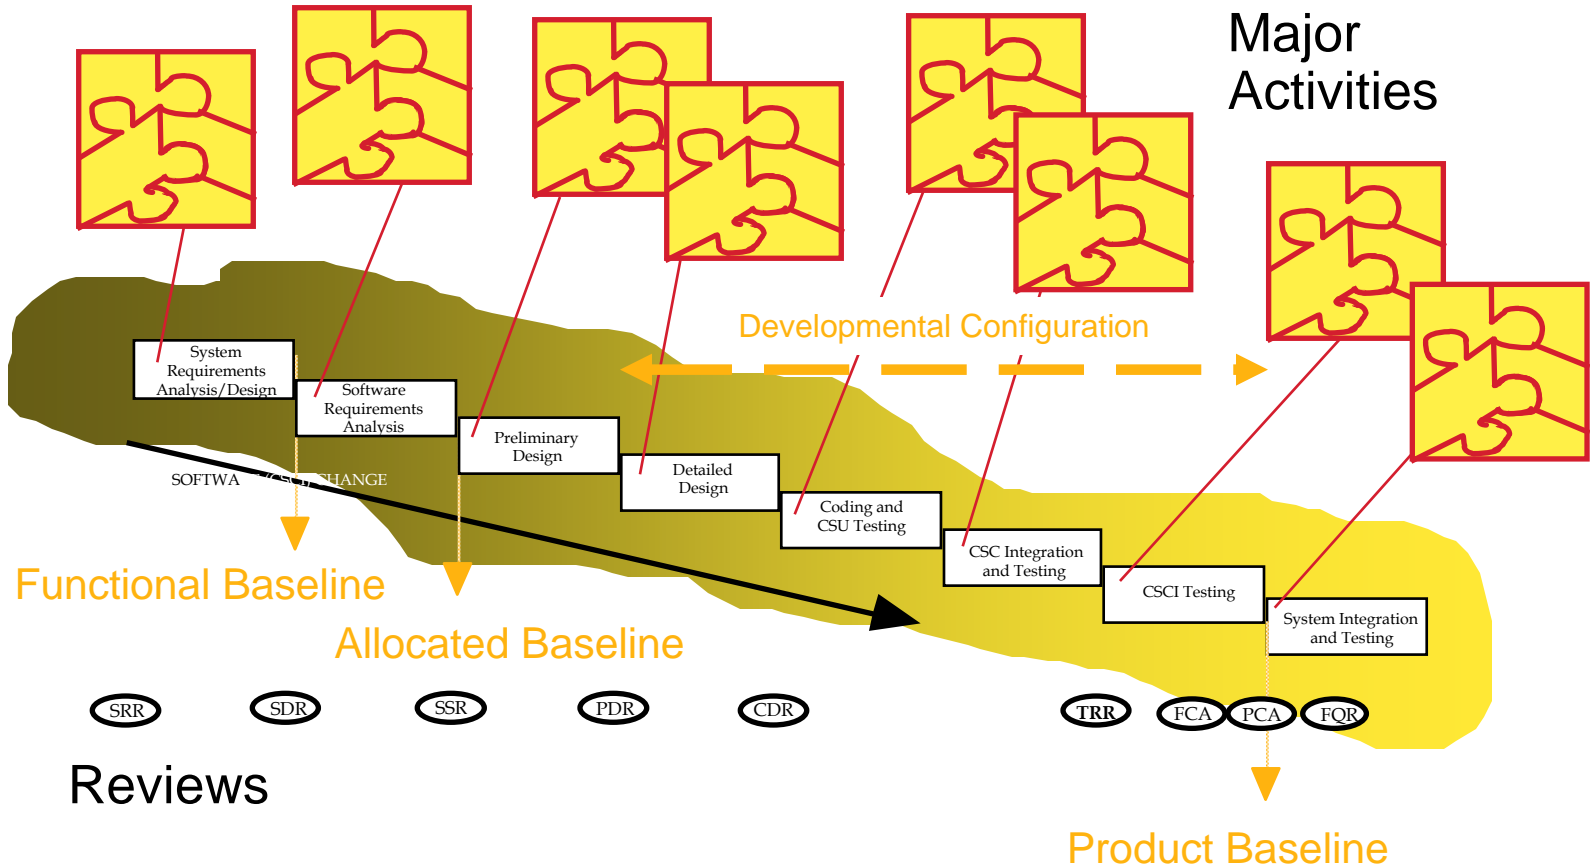 Major
Activities
Developmental Configuration
System
Requirements
Analysis/Design
Software
Requirements
Analysis
Preliminary
Design
Detailed
Design
Coding and
CSU Testing
CSC Integration
and Testing
CSCI Testing
System Integration
and Testing
SOFTWA (CSCI) CHANGE
Functional Baseline
Allocated Baseline
SRR
SDR
SSR
PDR
CDR
TRR
FCA
PCA
FQR
Reviews
Product Baseline